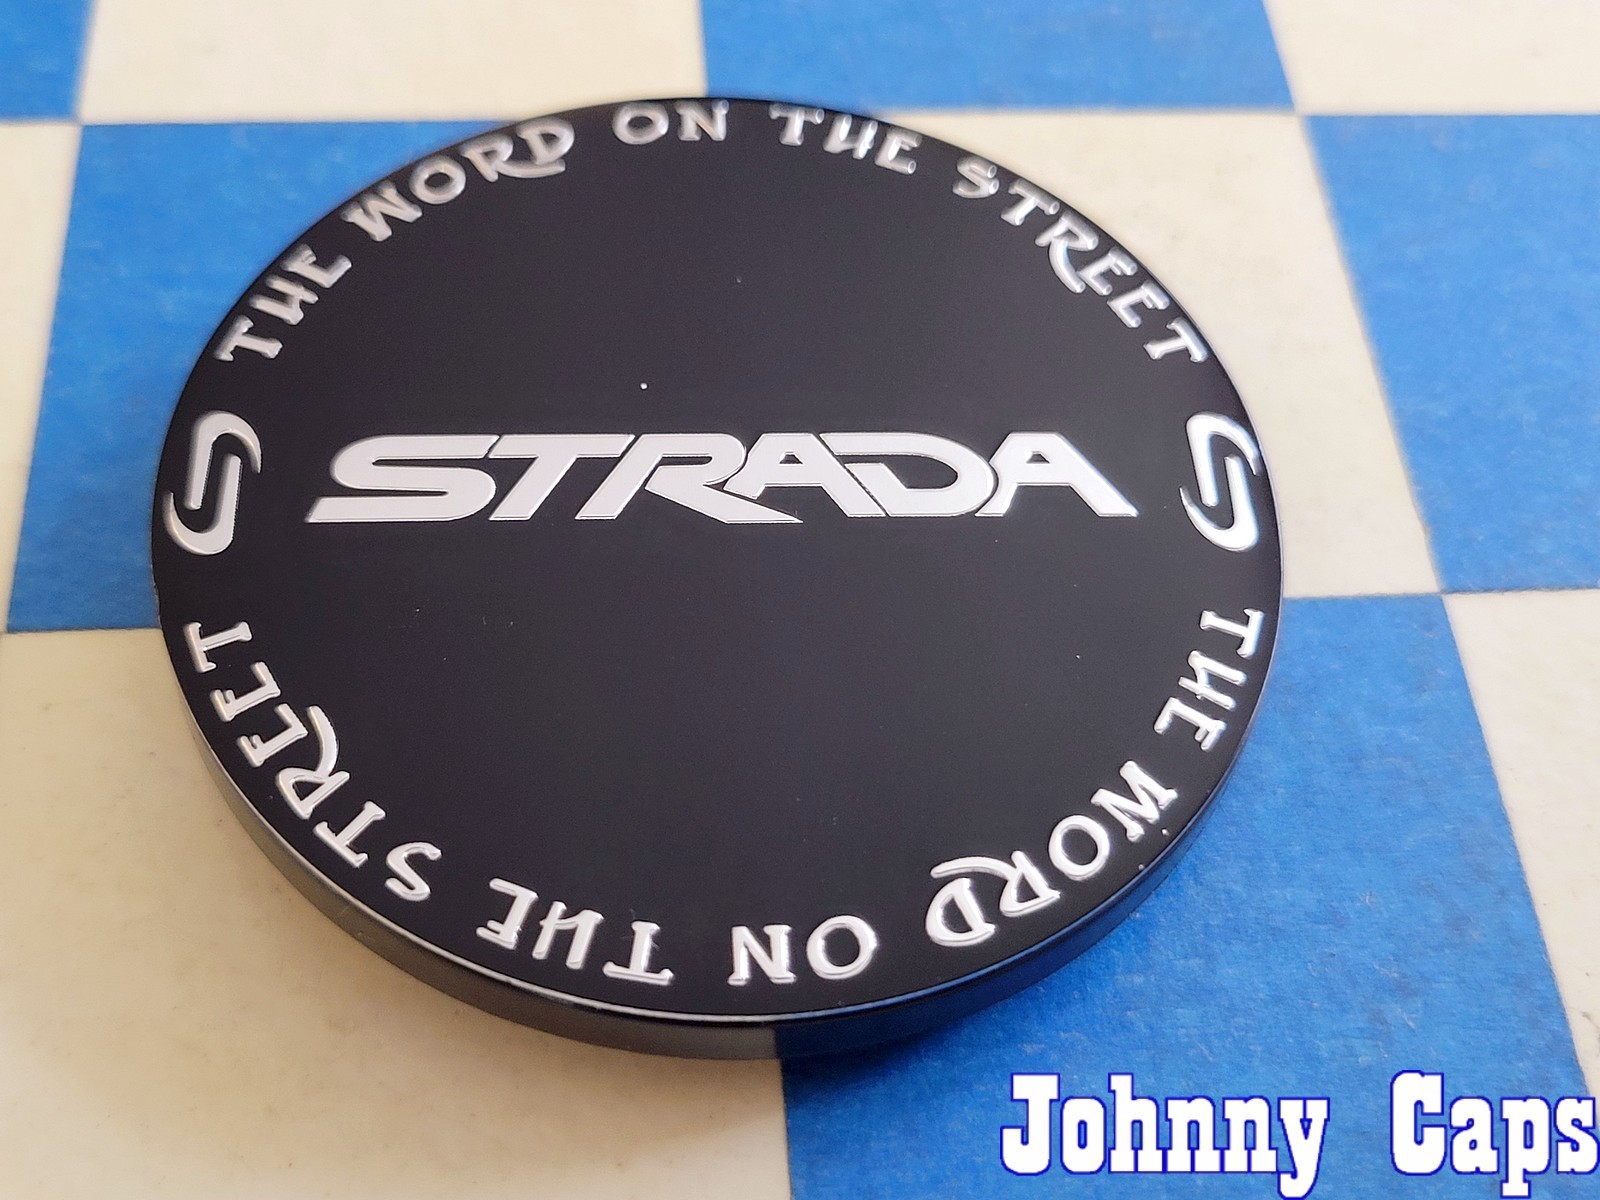 THE WORD ON THE STREET
STRADA
THE WORD ON THE STREET
Johnny Caps